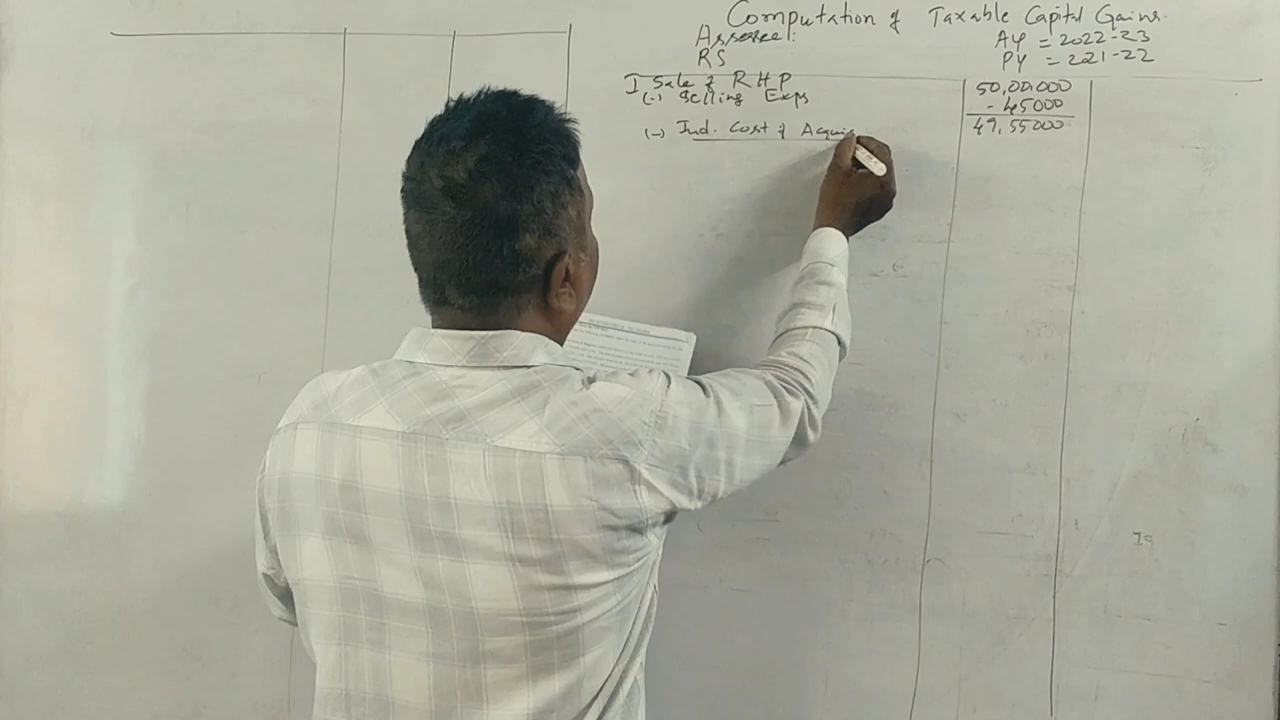 Computation of Taxable Capital Gains.
Assessee:
AY = 2022-23
RS
PY = 2021-22
I Sale of RHP 50,00,000
(-) Selling Exps - 45000
49,55000
(-) Ind. Cost of Acquis